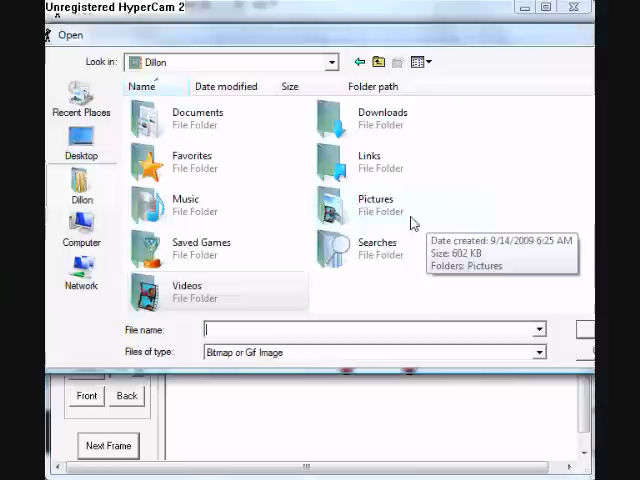 Unregistered HyperCam 2
Open
Look in:
Dillon
Name
Date modified
Size
Folder path
Recent Places
Desktop
Dillon
Computer
Network
Documents
File Folder
Downloads
File Folder
Favorites
File Folder
Links
File Folder
Music
File Folder
Pictures
File Folder
Saved Games
File Folder
Searches
File Folder
Videos
File Folder
Date created: 9/14/2009 6:25 AM
Size: 602 KB
Folders: Pictures
File name:
Files of type:
Bitmap or Gif Image
Front
Back
Next Frame